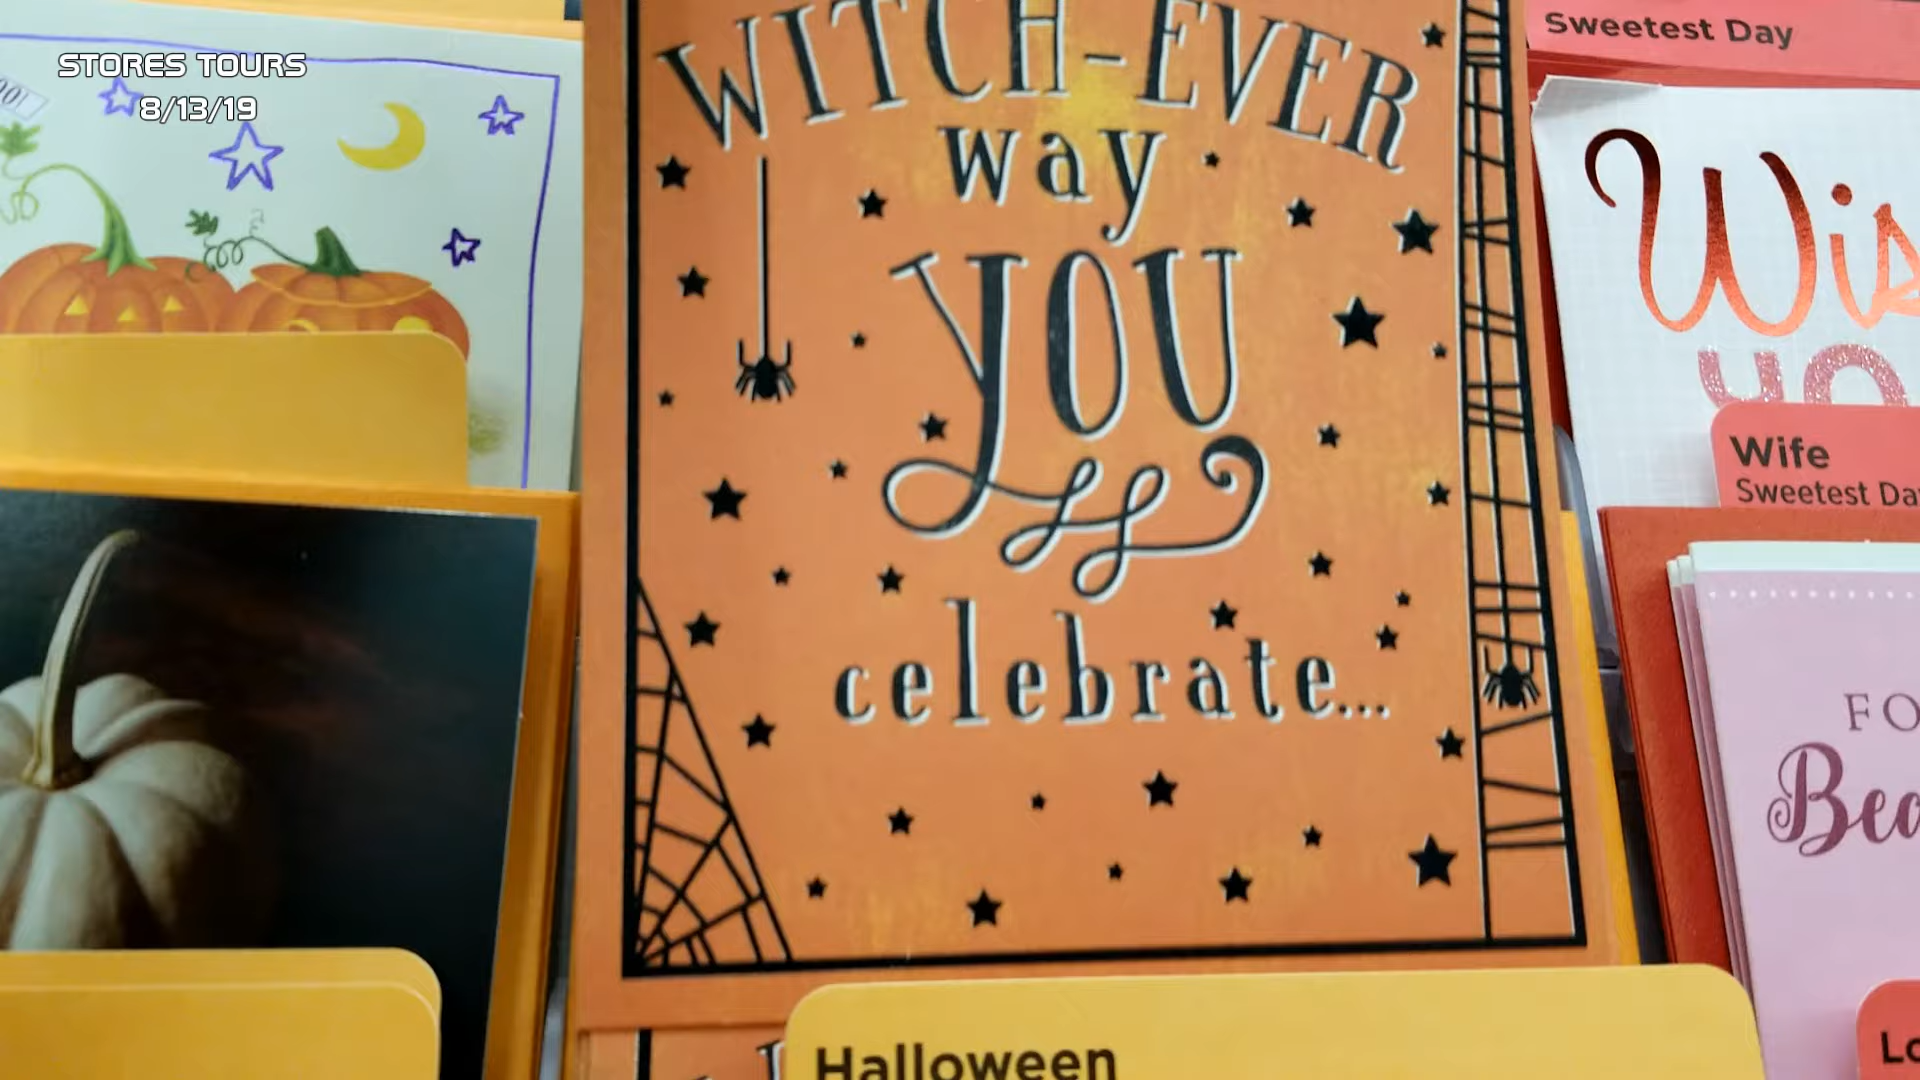 STORES TOURS
8/13/19
WITCH-EVER
way
YOU
celebrate...
Halloween
Sweetest Day
Wife
Sweetest Day